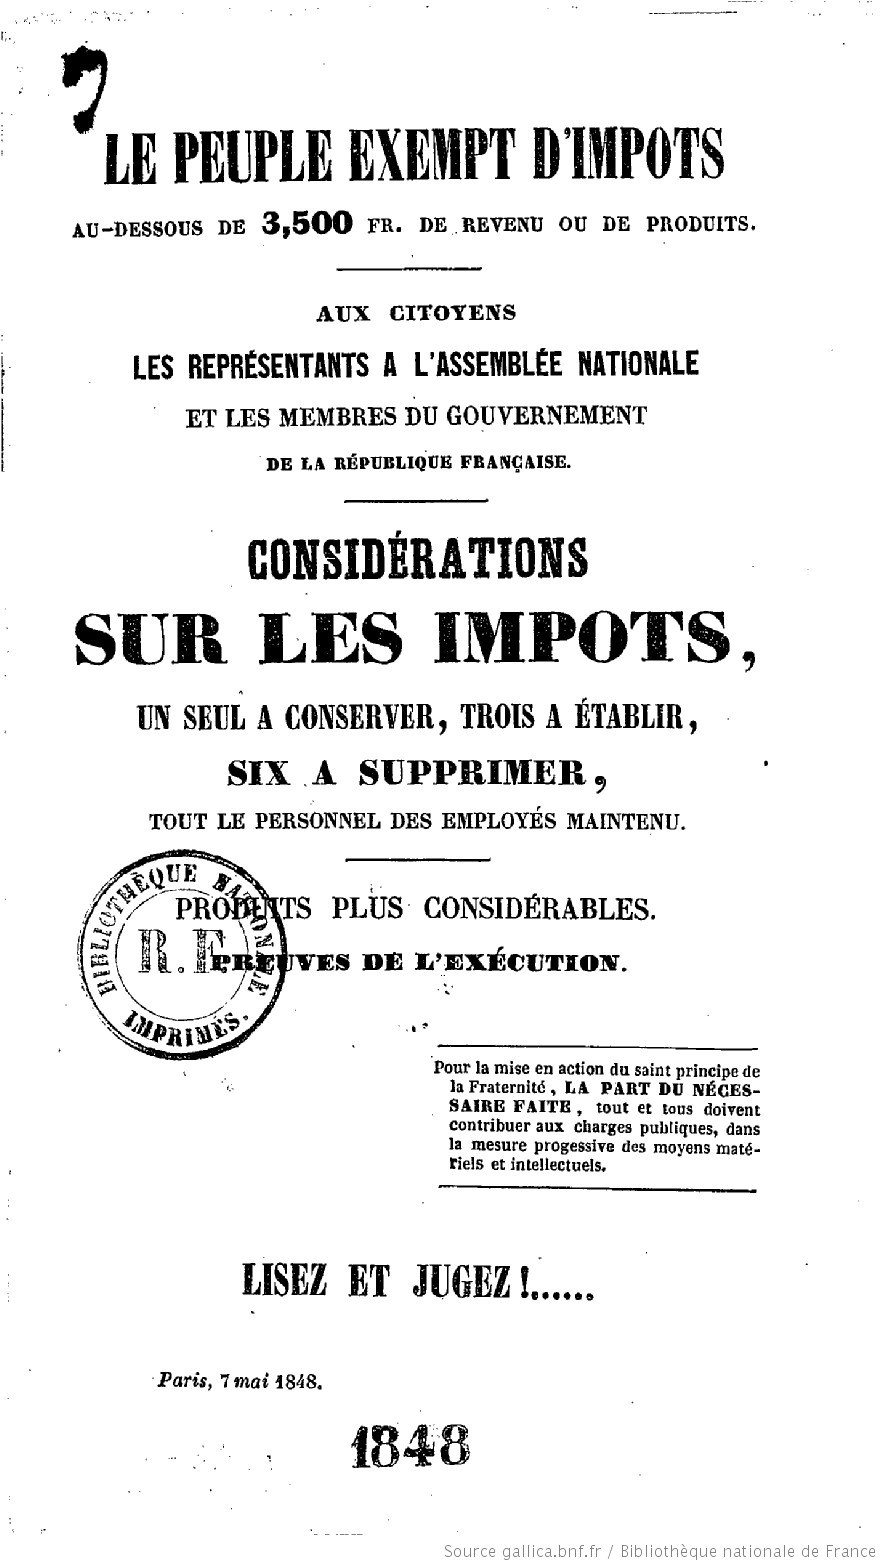 LE PEUPLE EXEMPT D'IMPOTS
AU-DESSOUS DE 3,500 FR. DE REVENU OU DE PRODUITS.
AUX CITOYENS
LES REPRÉSENTANTS A L'ASSEMBLÉE NATIONALE
ET LES MEMBRES DU GOUVERNEMENT
DE LA RÉPUBLIQUE FRANÇAISE.
CONSIDÉRATIONS
SUR LES IMPOTS,
UN SEUL A CONSERVER, TROIS A ÉTABLIR,
SIX A SUPPRIMER,
TOUT LE PERSONNEL DES EMPLOYÉS MAINTENU.
PRODUITS PLUS CONSIDÉRABLES.
PREUVES DE L'EXÉCUTION.
BIBLIOTHÈQUE NATIONALE
R.F.
IMPRIMÉS.
Pour la mise en action du saint principe de
la Fraternité, LA PART DU NÉCES-
SAIRE FAITE, tout et tous doivent
contribuer aux charges publiques, dans
la mesure progessive des moyens maté-
riels et intellectuels.
LISEZ ET JUGEZ!......
Paris, 7 mai 1848.
1848
Source gallica.bnf.fr / Bibliothèque nationale de France